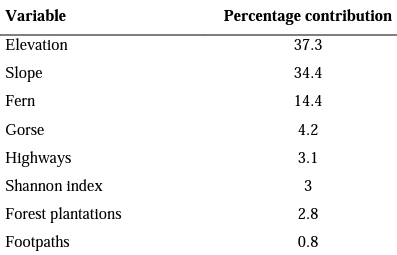 Variable Percentage contribution
Elevation 37.3
Slope 34.4
Fern 14.4
Gorse 4.2
Highways 3.1
Shannon index 3
Forest plantations 2.8
Footpaths 0.8